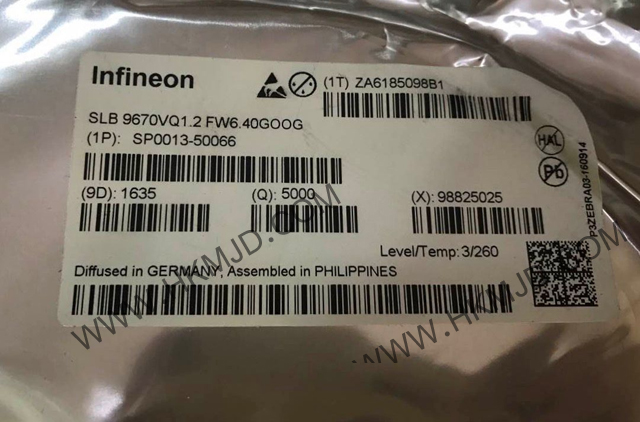 Infineon
(1T) ZA6185098B1
SLB 9670VQ1.2 FW6.40GOOG
(1P): SP0013-50066
HAL
Pb
(9D): 1635
(Q): 5000
(X): 98825025
P3ZEBRA03-160914
Level/Temp: 3/260
Diffused in GERMANY, Assembled in PHILIPPINES
WWW.HKMJD.COM
WWW.HKMJD.COM